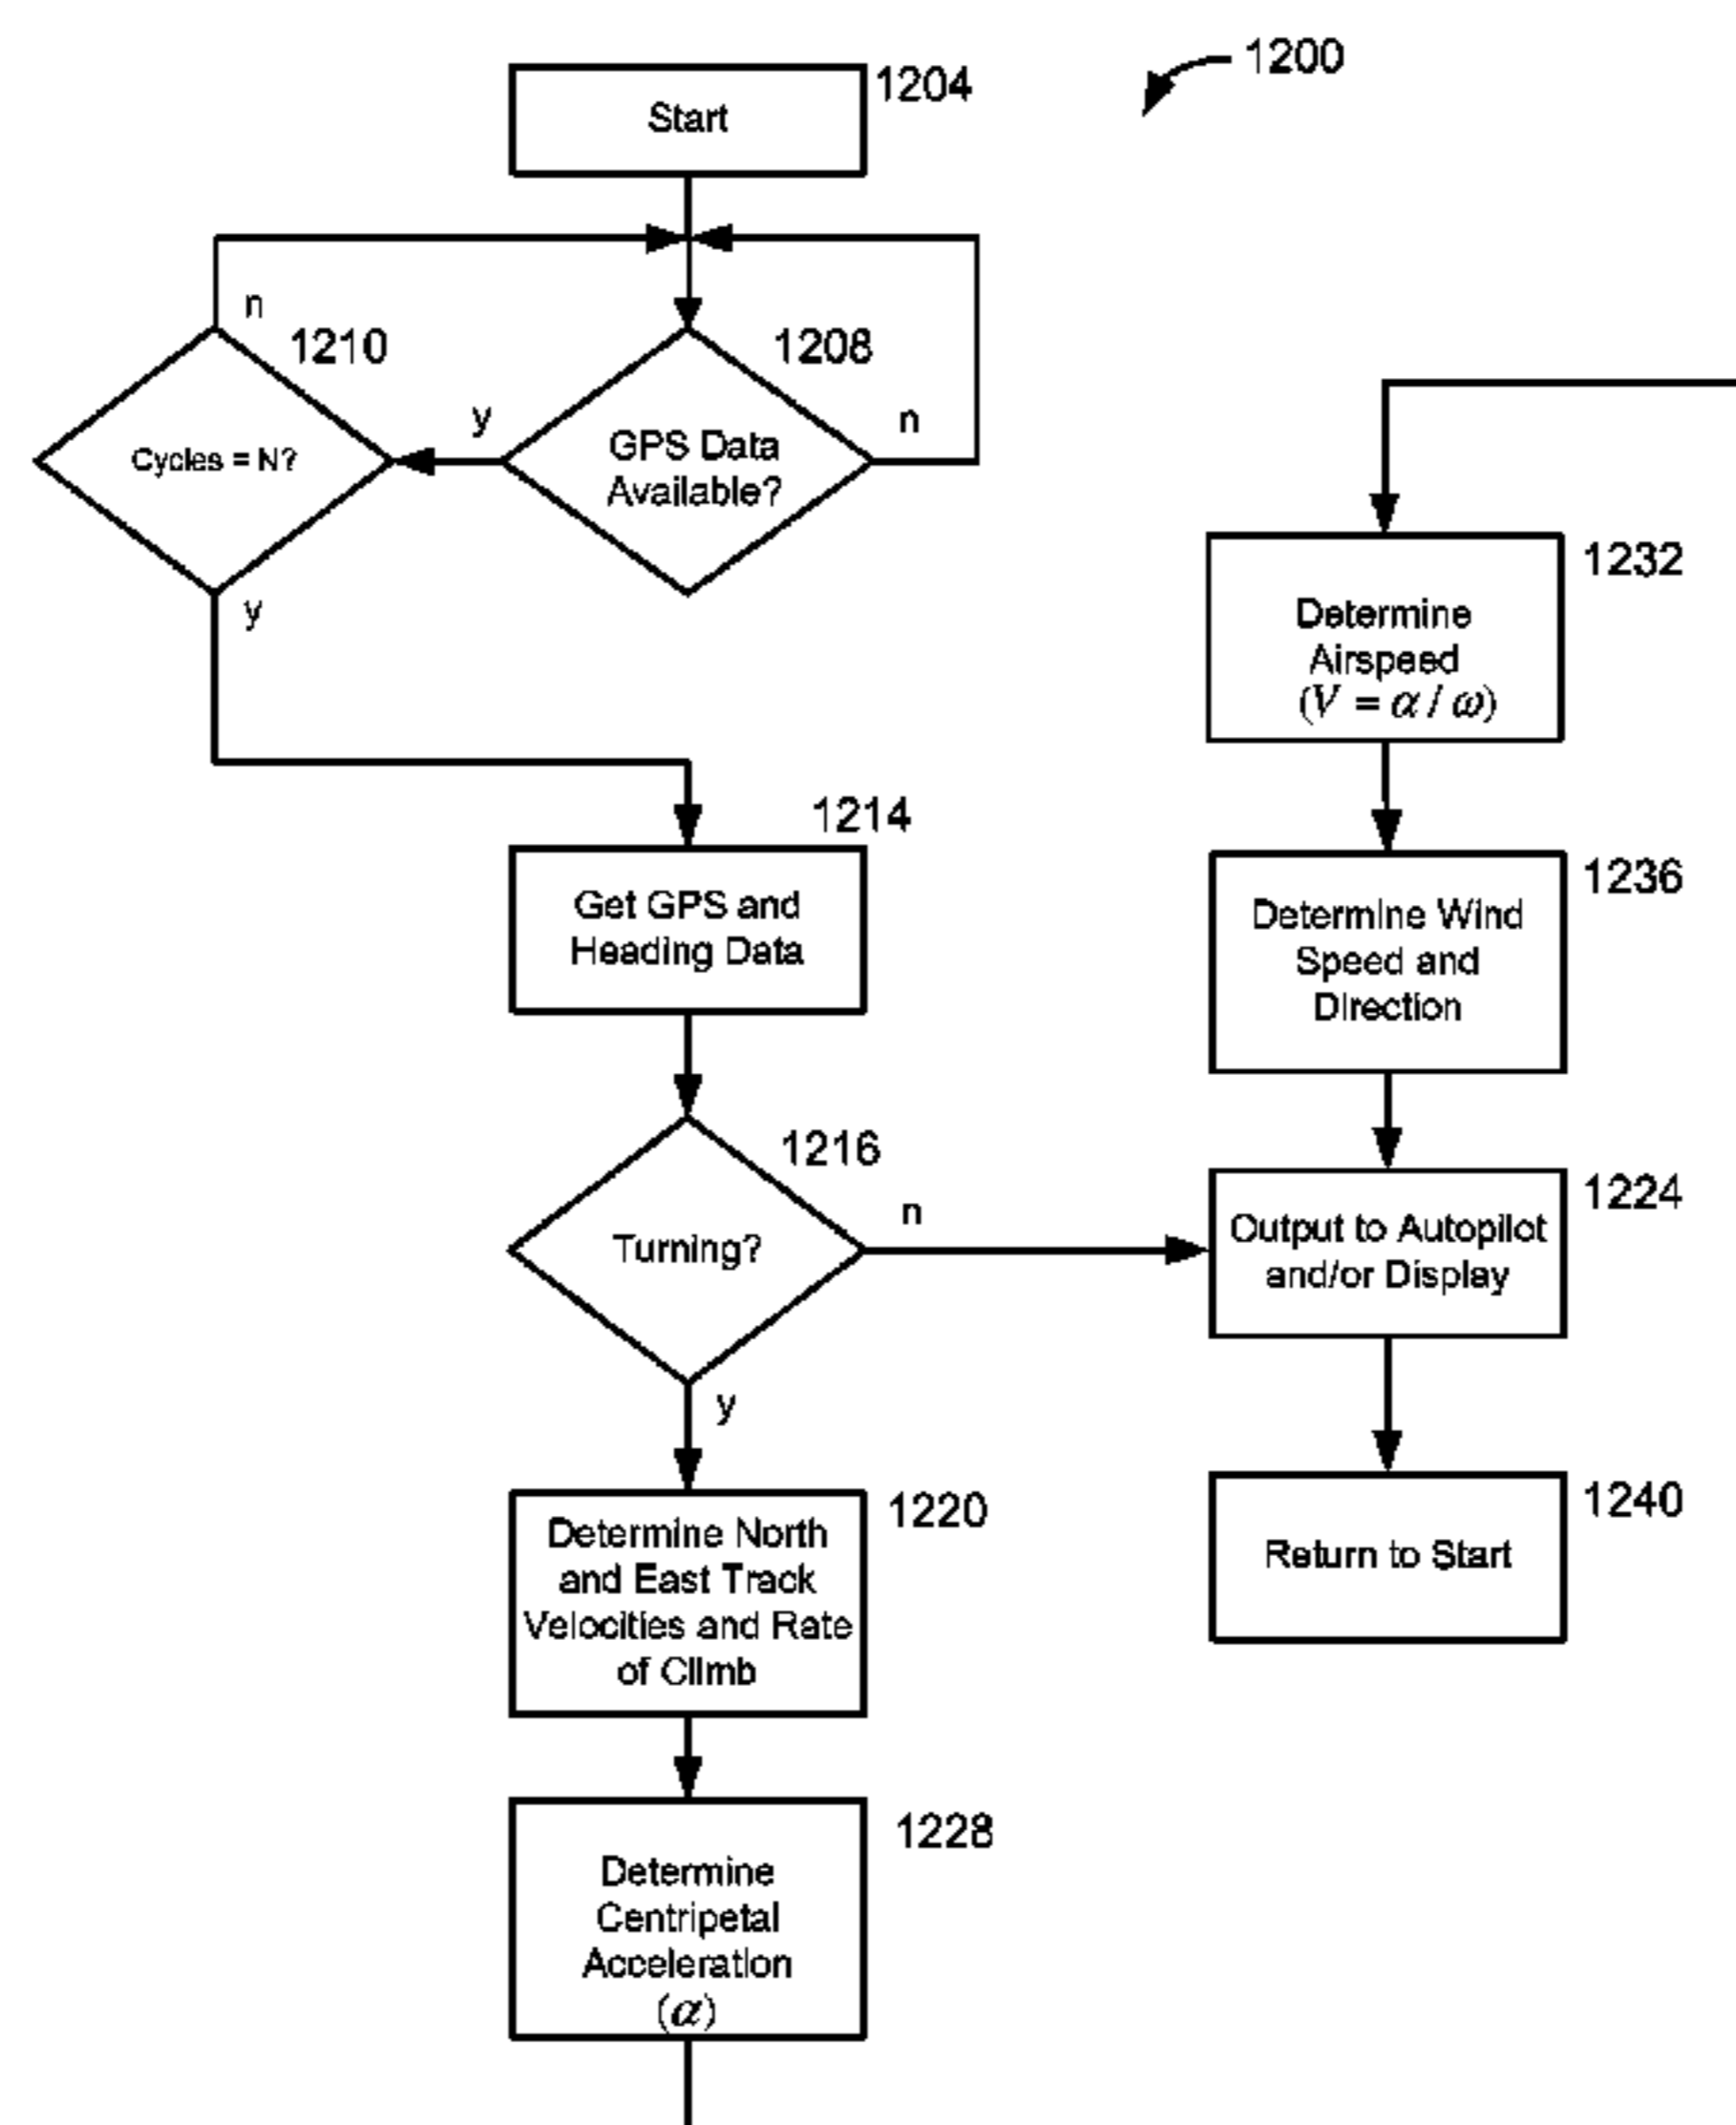 1200
Start
1204
n
1210
Cycles = N?
y
y
1208
GPS Data
Available?
n
1214
Get GPS and
Heading Data
1216
Turning?
n
y
1220
Determine North
and East Track
Velocities and Rate
of Climb
1228
Determine
Centripetal
Acceleration
(α)
1232
Determine
Airspeed
(V = α / ω)
1236
Determine Wind
Speed and
Direction
1224
Output to Autopilot
and/or Display
1240
Return to Start